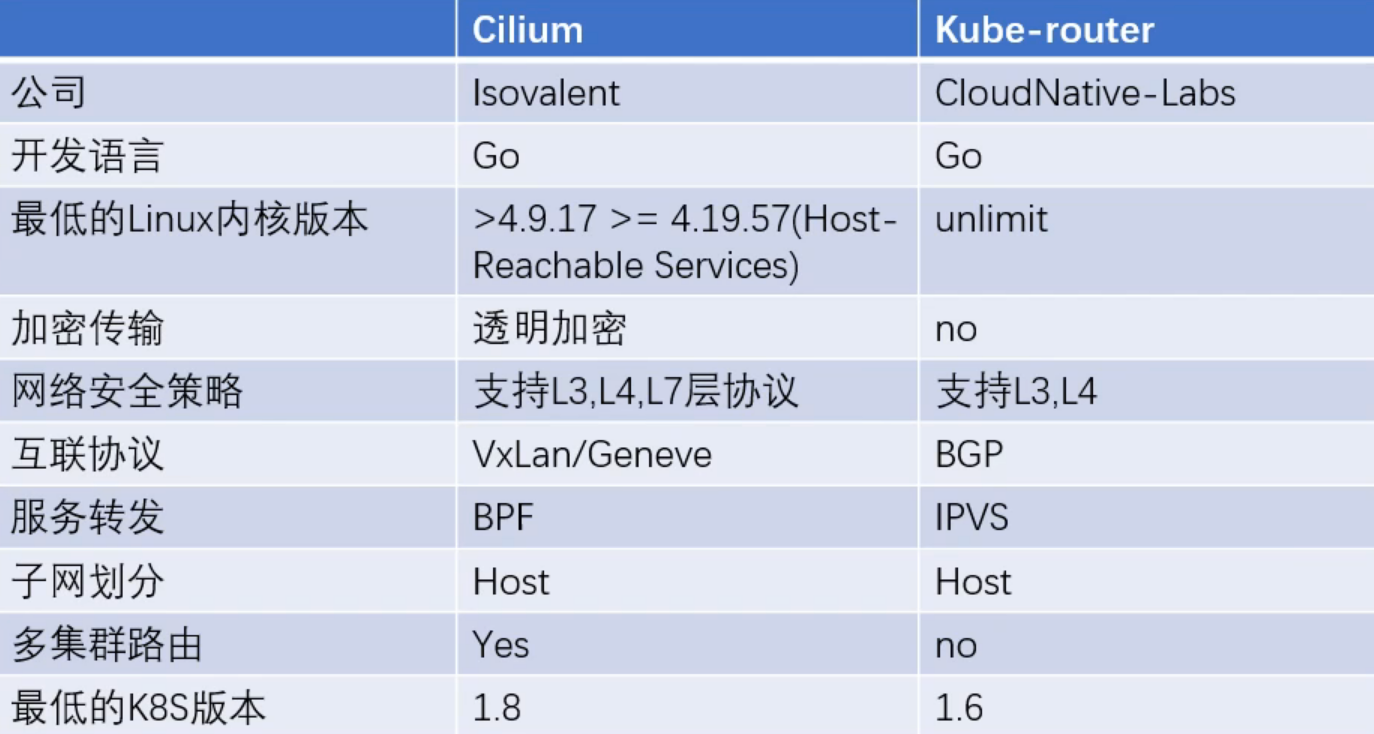 Cilium Kube-router
公司 Isovalent CloudNative-Labs
开发语言 Go Go
最低的Linux内核版本 >4.9.17 >= 4.19.57(Host- unlimit
Reachable Services)
加密传输 透明加密 no
网络安全策略 支持L3,L4,L7层协议 支持L3,L4
互联协议 VxLan/Geneve BGP
服务转发 BPF IPVS
子网划分 Host Host
多集群路由 Yes no
最低的K8S版本 1.8 1.6